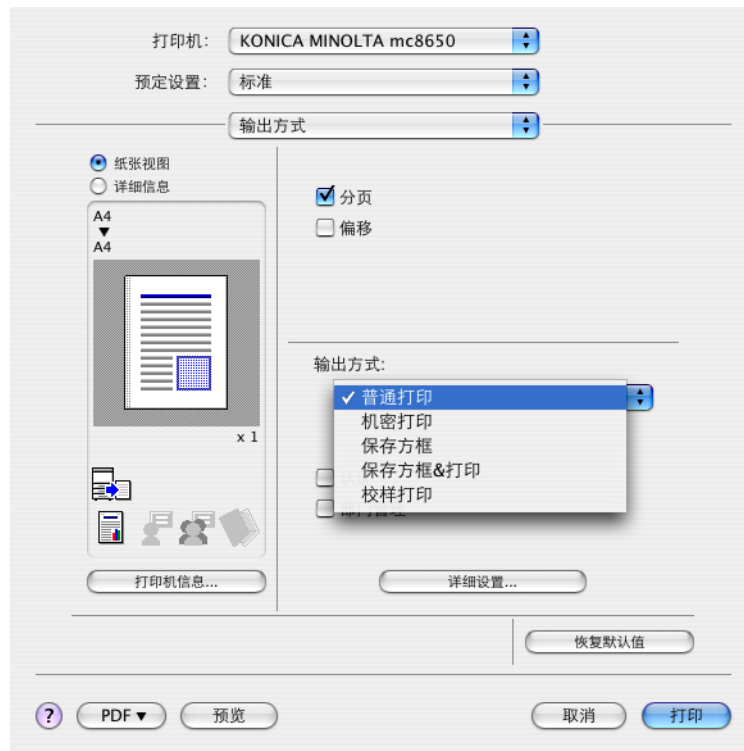 打印机: KONICA MINOLTA mc8650
预定设置: 标准
输出方式
纸张视图
详细信息
A4
A4
x 1
打印机信息...
分页
偏移
输出方式:
✓ 普通打印
机密打印
保存方框
保存方框&打印
校样打印
详细设置...
恢复默认值
?
PDF▼
预览
取消
打印